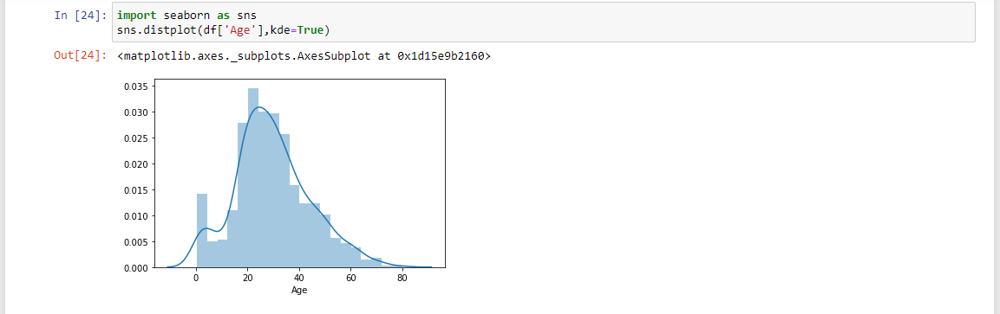 In [24]: import seaborn as sns
sns.distplot(df['Age'],kde=True)
Out[24]: <matplotlib.axes._subplots.AxesSubplot at 0x1d15e9b2160>
0.035
0.030
0.025
0.020
0.015
0.010
0.005
0.000
0 20 40 60 80
Age